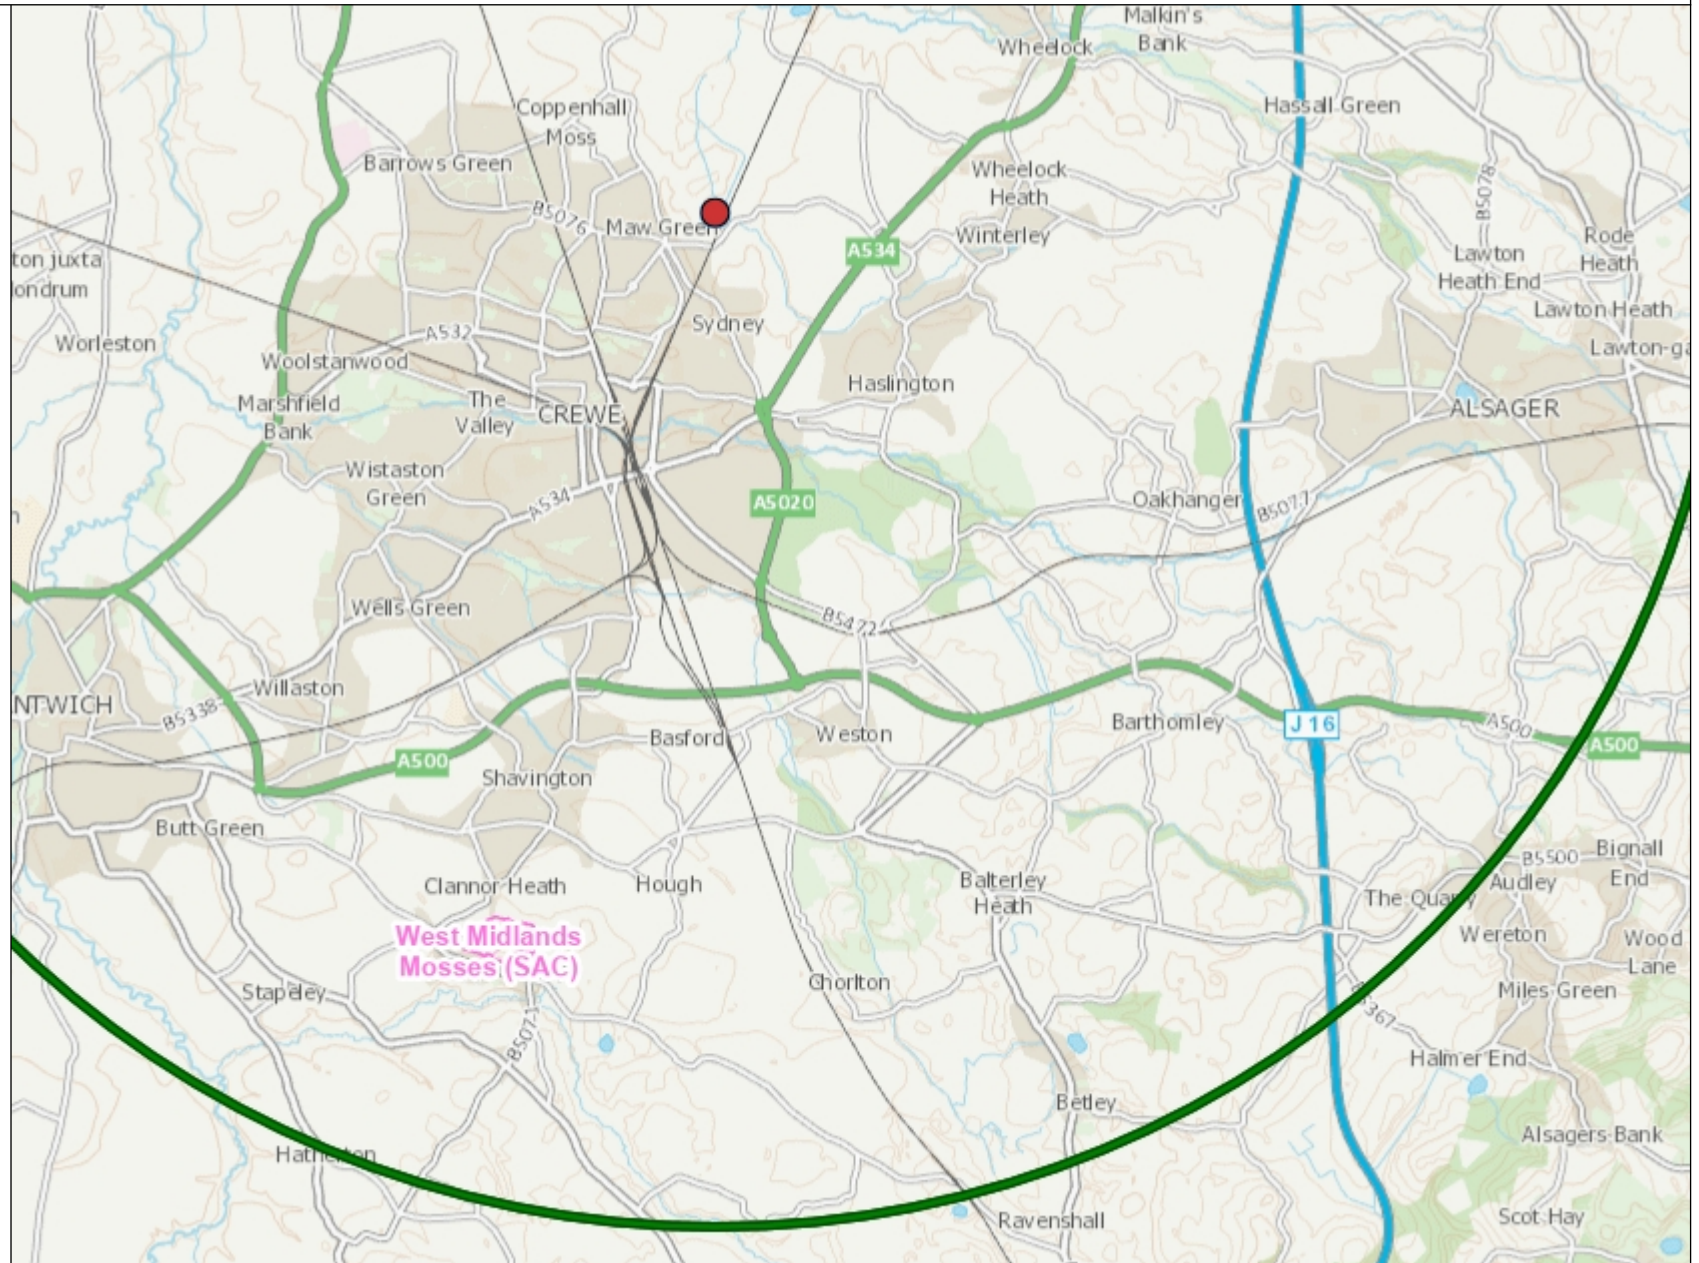 Malkin's
Bank
Wheelock
Hassall Green
Coppenhall
Moss
Barrows Green
Wheelock
Heath
B5078
B5076
Maw Green
Winterley
A534
Rode
Heath
Lawton
Heath End
ton juxta
ondrum
Lawton Heath
Sydney
A532
Worleston
Lawton-ga
Woolstanwood
Haslington
Marshfield
Bank
The
Valley
CREWE
ALSAGER
Wistaston
Green
A534
A5020
Oakhanger
B5077
Wells Green
B5472
Willaston
NTWICH
B5338
Basford
Weston
Barthomley
J 16
A500
A500
A500
Shavington
Butt Green
Bignall
End
B5500
Audley
Clannor Heath
Hough
Balterley
Heath
The Quarry
West Midlands
Mosses (SAC)
Wereton
Wood
Lane
Stapeley
Chorlton
Miles Green
B5071
Halmer End
Betley
Alsagers Bank
Hatherton
Ravenshall
Scot Hay